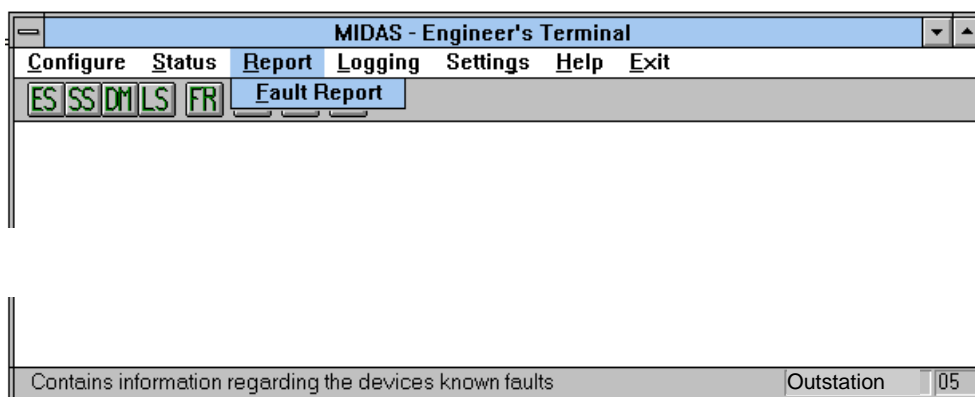 MIDAS - Engineer's Terminal
Configure Status Report Logging Settings Help Exit
ES SS DM LS FR Fault Report
Contains information regarding the devices known faults Outstation 05